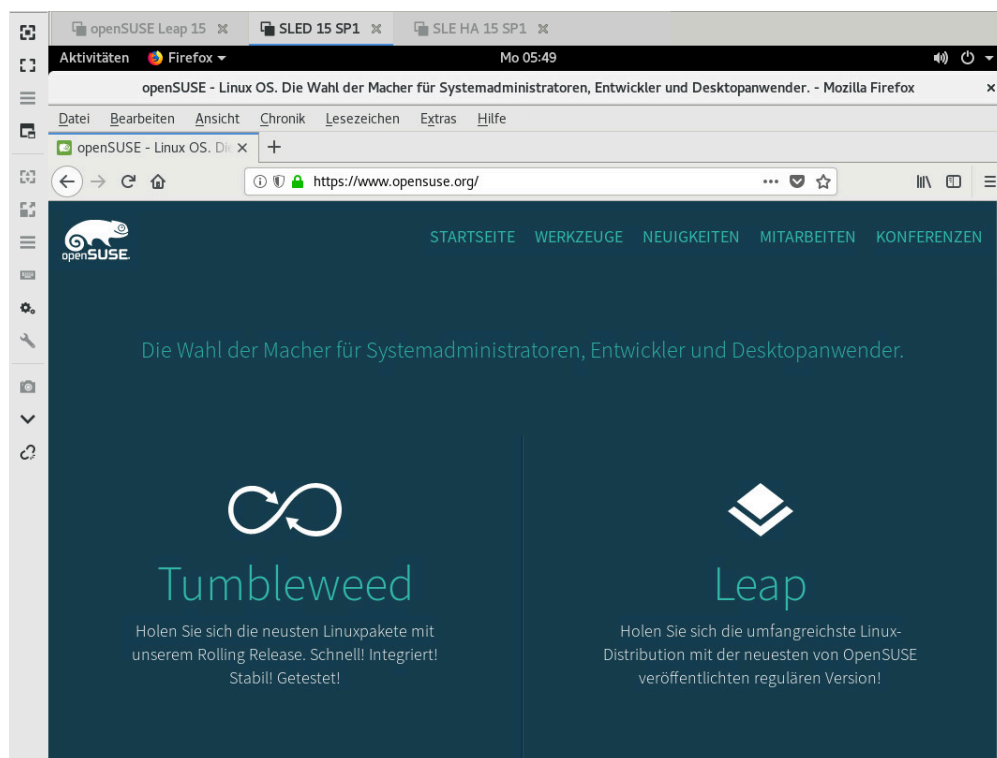 openSUSE Leap 15
SLED 15 SP1
SLE HA 15 SP1
Aktivitäten Firefox Mo 05:49
openSUSE - Linux OS. Die Wahl der Macher für Systemadministratoren, Entwickler und Desktopanwender. - Mozilla Firefox
Datei Bearbeiten Ansicht Chronik Lesezeichen Extras Hilfe
openSUSE - Linux OS. Die
https://www.opensuse.org/
openSUSE.
STARTSEITE WERKZEUGE NEUIGKEITEN MITARBEITEN KONFERENZEN
Die Wahl der Macher für Systemadministratoren, Entwickler und Desktopanwender.
Tumbleweed
Holen Sie sich die neusten Linuxpakete mit
unserem Rolling Release. Schnell! Integriert!
Stabil! Getestet!
Leap
Holen Sie sich die umfangreichste Linux-
Distribution mit der neuesten von OpenSUSE
veröffentlichten regulären Version!